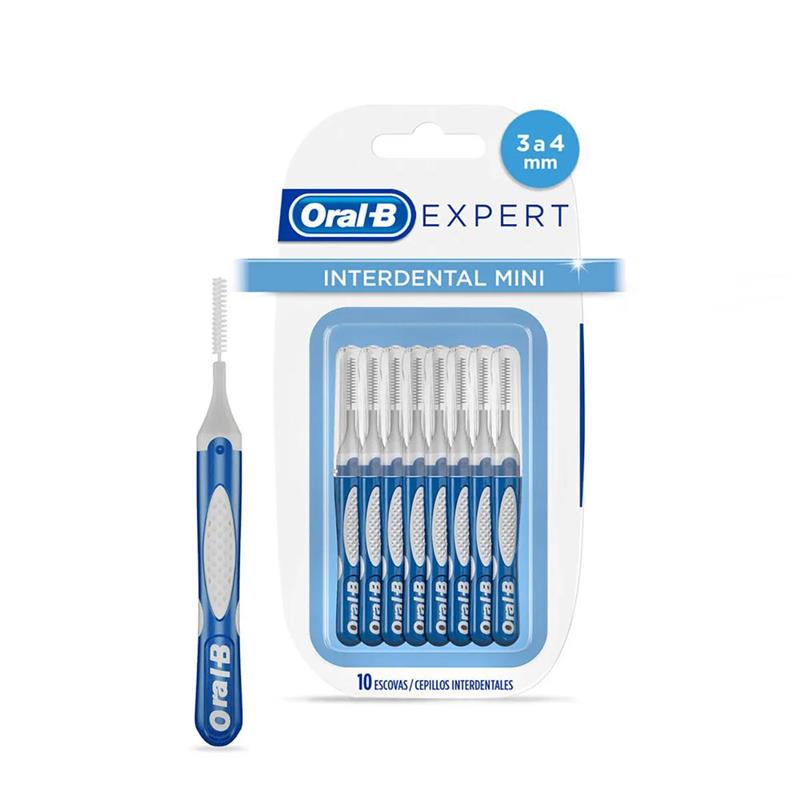 3 a 4
mm
Oral-B EXPERT
INTERDENTAL MINI
Oral-B
Oral-B
Oral-B
Oral-B
Oral-B
Oral-B
Oral-B
Oral-B
Oral-B
10 ESCOVAS/CEPILLOS INTERDENTALES